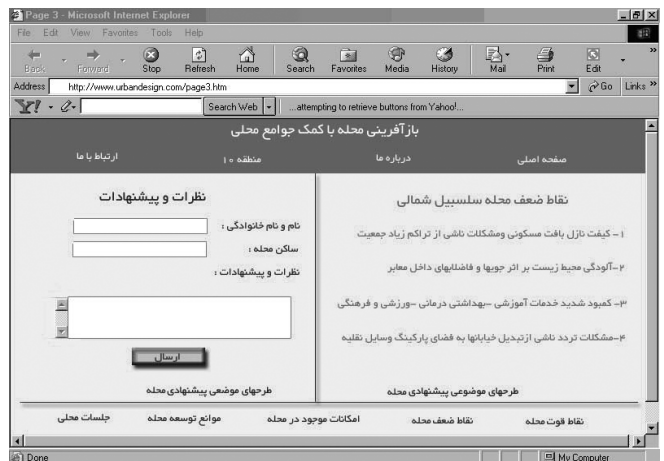 Page 3 - Microsoft Internet Explorer
File Edit View Favorites Tools Help
Back Forward Stop Refresh Home Search Favorites Media History Mail Print Edit
Address http://www.urbandesign.com/page3.htm Go Links »
Y! Search Web ...attempting to retrieve buttons from Yahoo!...
بازآفرینی محله با کمک جوامع محلی
صفحه اصلی درباره ما منطقه ۱۰ ارتباط با ما
نقاط ضعف محله سلسبیل شمالی
۱- کیفت نازل بافت مسکونی ومشکلات ناشی از تراکم زیاد جمعیت
۲-آلودگی محیط زیست بر اثر جویها و فاضلابهای داخل معابر
۳- کمبود شدید خدمات آموزشی -بهداشتی درمانی -ورزشی و فرهنگی
۴-مشکلات تردد ناشی ازتبدیل خیابانها به فضای پارکینگ وسایل نقلیه
طرحهای موضوعی پیشنهادی محله
نظرات و پیشنهادات
نام و نام خانوادگی :
ساکن محله :
نظرات و پیشنهادات :
ارسال
طرحهای موضعی پیشنهادی محله
نقاط قوت محله نقاط ضعف محله امکانات موجود در محله موانع توسعه محله جلسات محلی
Done My Computer